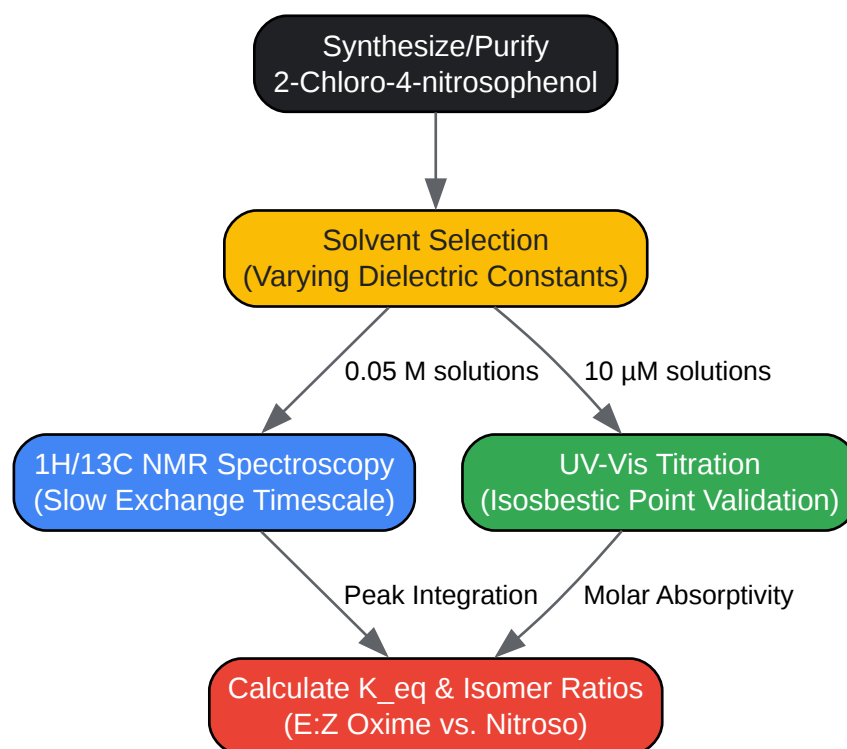 Synthesize/Purify
2-Chloro-4-nitrosophenol
Solvent Selection
(Varying Dielectric Constants)
0.05 M solutions
10 µM solutions
1H/13C NMR Spectroscopy
(Slow Exchange Timescale)
UV-Vis Titration
(Isosbestic Point Validation)
Peak Integration
Molar Absorptivity
Calculate K_eq & Isomer Ratios
(E:Z Oxime vs. Nitroso)